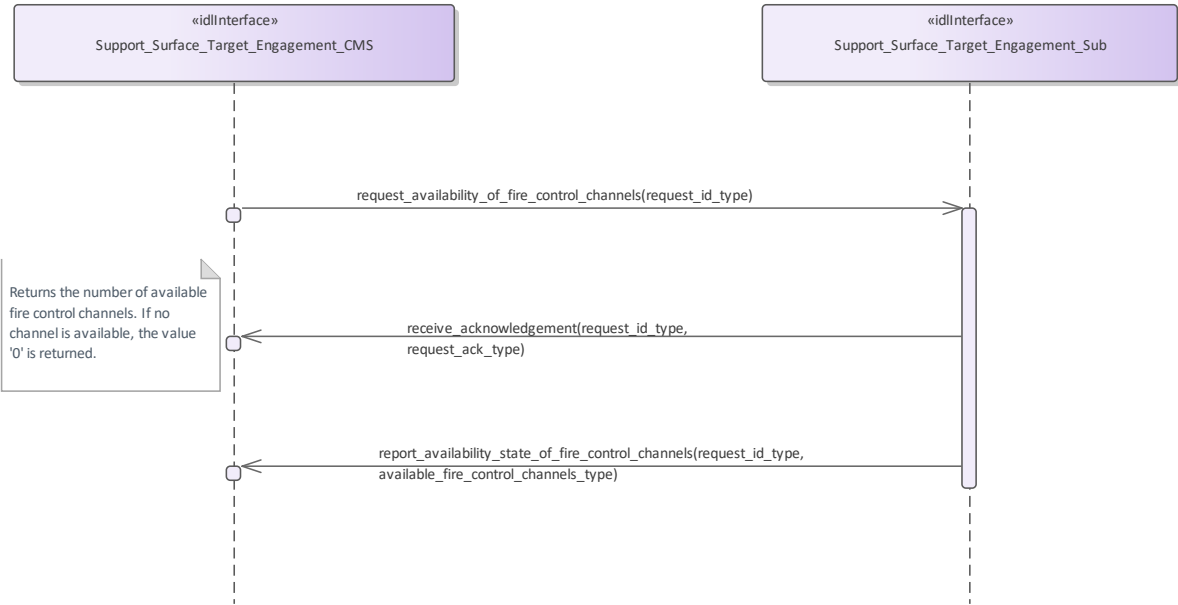 «idlInterface»
Support_Surface_Target_Engagement_CMS
«idlInterface»
Support_Surface_Target_Engagement_Sub
request_availability_of_fire_control_channels(request_id_type)
Returns the number of available
fire control channels. If no
channel is available, the value
'0' is returned.
receive_acknowledgement(request_id_type,
request_ack_type)
report_availability_state_of_fire_control_channels(request_id_type,
available_fire_control_channels_type)